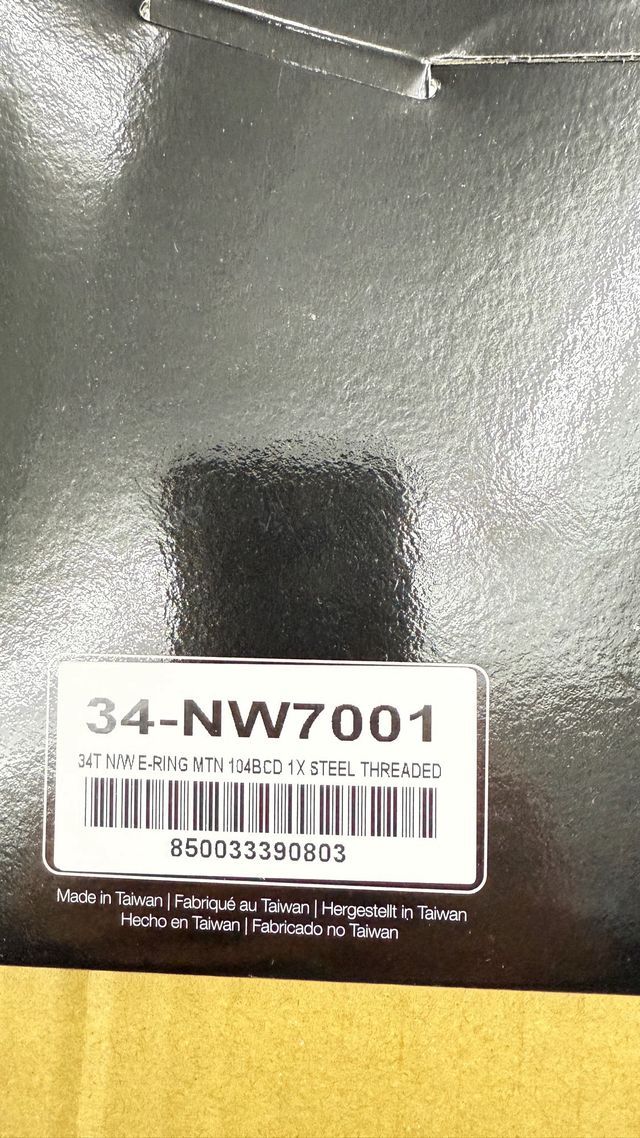 34-NW7001
34T N/W E-RING MTN 104BCD 1X STEEL THREADED
850033390803
Made in Taiwan | Fabriqué au Taiwan | Hergestellt in Taiwan
Hecho en Taiwan | Fabricado no Taiwan